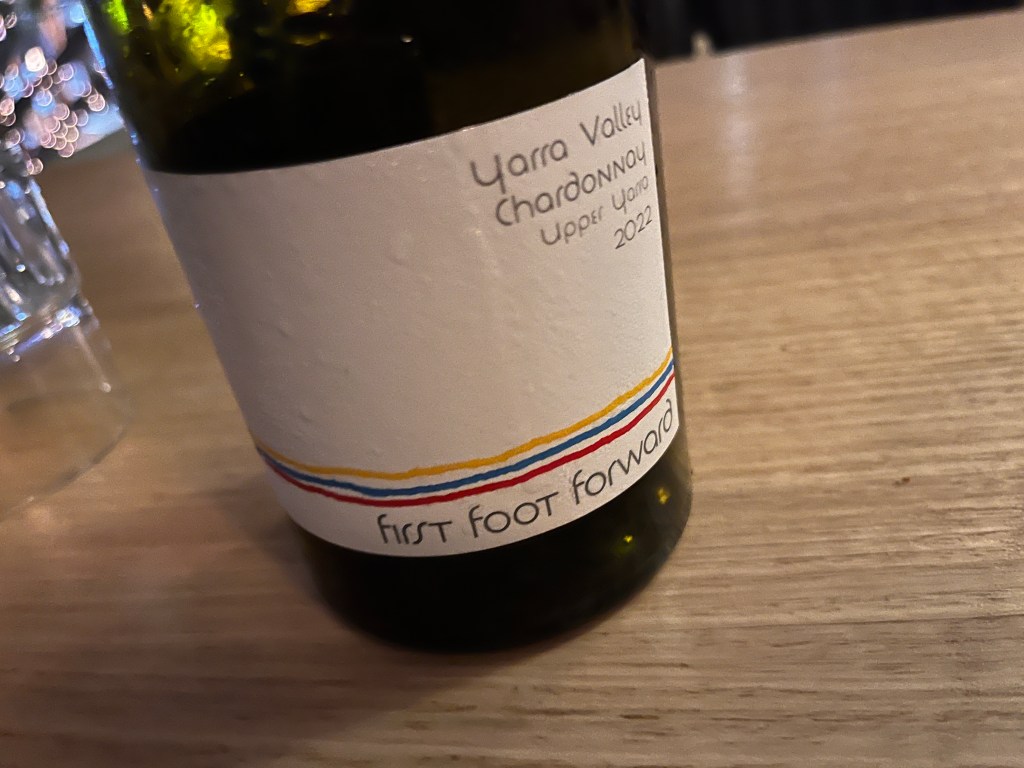 Yarra Valley
Chardonnay
Upper Yarra
2022
first foot forward